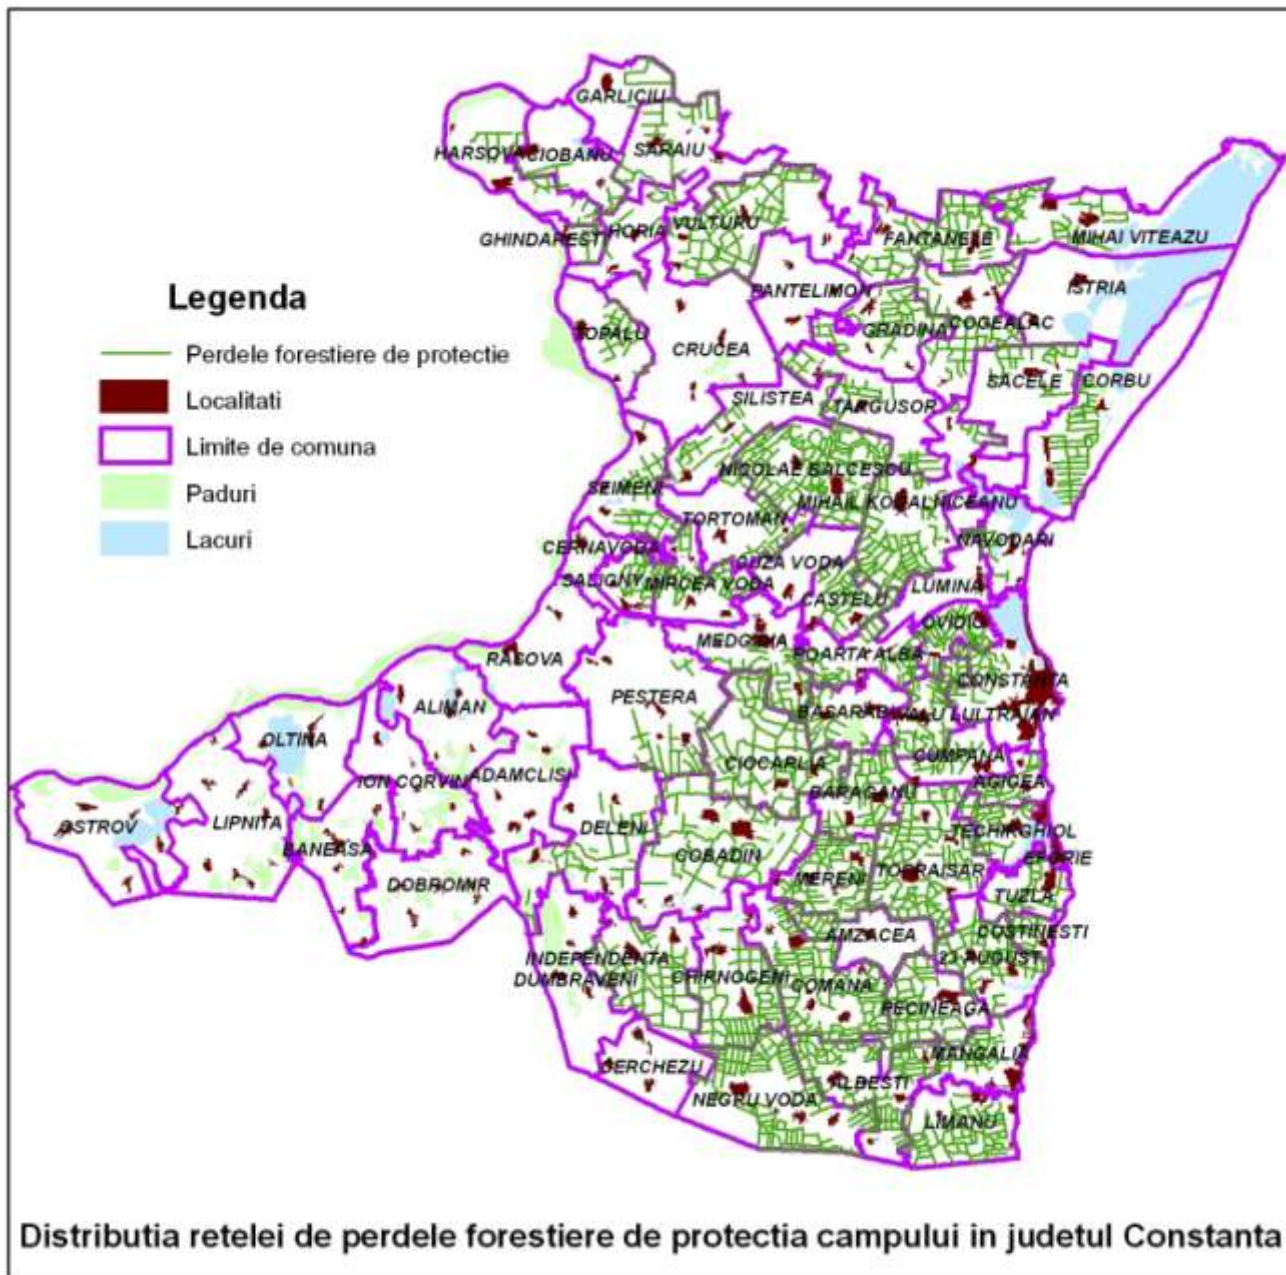 GARLICIU
HARSOVA
CIOBANU
SARAIU
GHINDARESTI
HORIA
VULTURU
FANTANELE
MIHAI VITEAZU
Legenda
Perdele forestiere de protectie
Localitati
Limite de comuna
Paduri
Lacuri
PANTELIMON
ISTRIA
TOPALU
CRUCEA
GRADINA
COGEALAC
SACELE
CORBU
SILISTEA
TARGUSOR
NICOLAE BALCESCU
SEIMENI
MIHAIL KOGALNICEANU
TORTOMAN
CERNAVODA
NAVODARI
CUZA VODA
SALIGNY
MIRCEA VODA
CASTELU
LUMINA
OVIDIU
MEDGIDIA
POARTA ALBA
RASOVA
CONSTANTA
PESTERA
ALIMAN
BASARABI
VALU LUI TRAIAN
OLTINA
CUMPANA
CIOCARLIA
ION CORVIN
ADAMCLISI
AGIGEA
BARAGANU
OSTROV
LIPNITA
DELENI
TECHIRGHIOL
BANEASA
COBADIN
EFORIE
DOBROMIR
MERENI
TOPRAISAR
TUZLA
AMZACEA
COSTINESTI
INDEPENDENTA
23 AUGUST
DUMBRAVENI
CHIRNOGENI
COMANA
PECINEAGA
MANGALIA
CERCHEZU
ALBESTI
NEGRU VODA
LIMANU
Distributia retelei de perdele forestiere de protectia campului in judetul Constanta